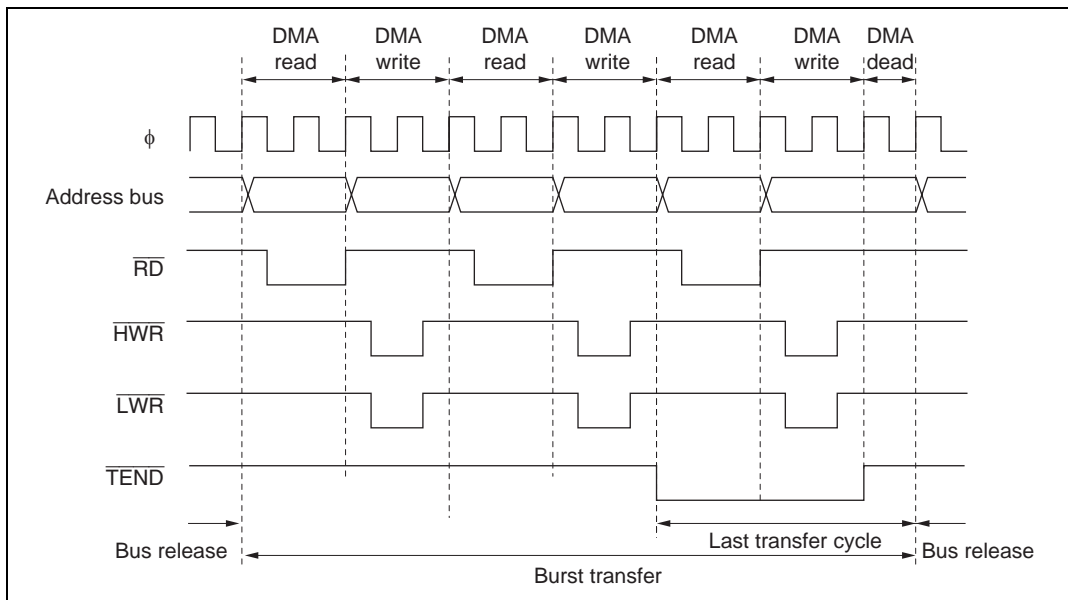 DMA read
DMA write
DMA read
DMA write
DMA read
DMA write
DMA dead
φ
Address bus
RD
HWR
LWR
TEND
Last transfer cycle
Bus release
Bus release
Burst transfer